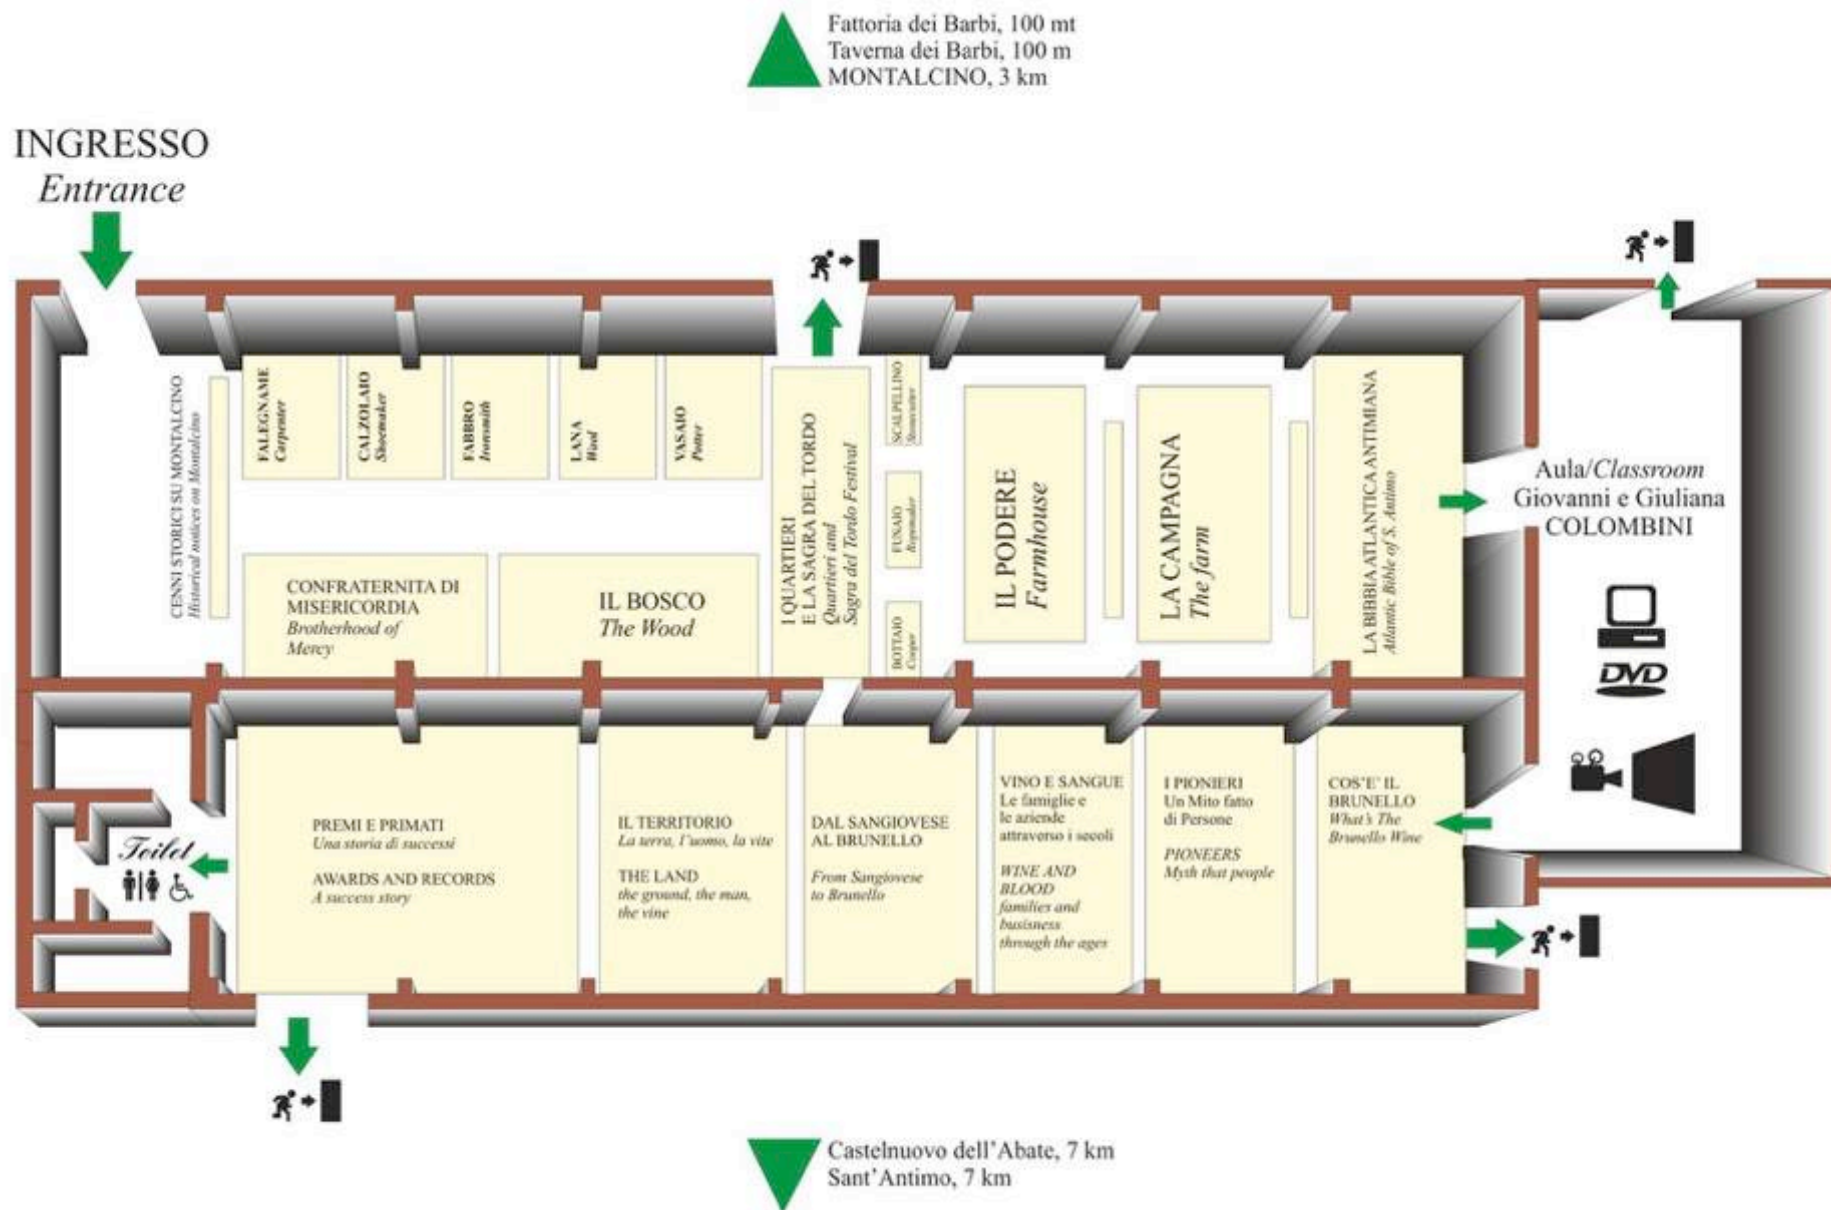 Fattoria dei Barbi, 100 mt
Taverna dei Barbi, 100 m
MONTALCINO, 3 km
INGRESSO
Entrance
CENNI STORICI SU MONTALCINO
Historical notices on Montalcino
FALEGNAME
Carpenter
CALZOLAIO
Shoemaker
FABBRO
Ironsmith
LANA
Wool
VASAIO
Potter
CONFRATERNITA DI
MISERICORDIA
Brotherhood of
Mercy
IL BOSCO
The Wood
I QUARTIERI
E LA SAGRA DEL TORDO
Quartieri and
Sagra del Tordo Festival
SCALPELLINO
Stonecutter
FUNAIO
Ropemaker
BOTTAIO
Cooper
IL PODERE
Farmhouse
LA CAMPAGNA
The farm
LA BIBBBIA ATLANTICA ANTIMIANA
Atlantic Bible of S. Antimo
Aula/Classroom
Giovanni e Giuliana
COLOMBINI
DVD
Toilet
PREMI E PRIMATI
Una storia di successi
AWARDS AND RECORDS
A success story
IL TERRITORIO
La terra, l'uomo, la vite
THE LAND
the ground, the man,
the vine
DAL SANGIOVESE
AL BRUNELLO
From Sangiovese
to Brunello
VINO E SANGUE
Le famiglie e
le aziende
attraverso i secoli
WINE AND
BLOOD
families and
busisness
through the ages
I PIONIERI
Un Mito fatto
di Persone
PIONEERS
Myth that people
COS'E' IL
BRUNELLO
What's The
Brunello Wine
Castelnuovo dell'Abate, 7 km
Sant'Antimo, 7 km